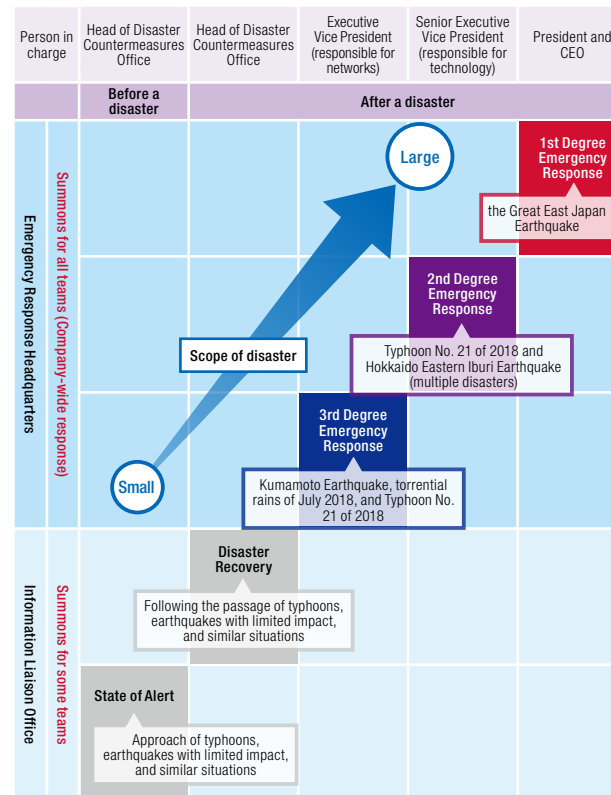 Person in
charge
Head of Disaster
Countermeasures
Office
Head of Disaster
Countermeasures
Office
Executive
Vice President
(responsible for
networks)
Senior Executive
Vice President
(responsible for
technology)
President and
CEO
Before a
disaster
After a disaster
Emergency Response Headquarters
Summons for all teams (Company-wide response)
Large
1st Degree
Emergency
Response
the Great East Japan
Earthquake
2nd Degree
Emergency
Response
Typhoon No. 21 of 2018 and
Hokkaido Eastern Iburi Earthquake
(multiple disasters)
Scope of disaster
3rd Degree
Emergency
Response
Kumamoto Earthquake, torrential
rains of July 2018, and Typhoon No.
21 of 2018
Small
Information Liaison Office
Summons for some teams
Disaster
Recovery
Following the passage of typhoons,
earthquakes with limited impact,
and similar situations
State of Alert
Approach of typhoons,
earthquakes with limited impact,
and similar situations